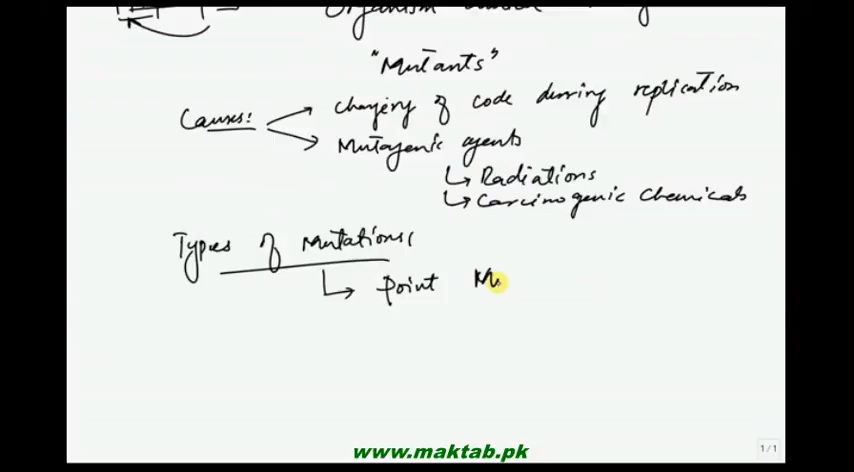 Organism
"Mutants"
Causes: Changing of code during replication
Mutagenic agents
Radiations
Carcinogenic Chemicals
Types of Mutations:
Point M
1/1
www.maktab.pk